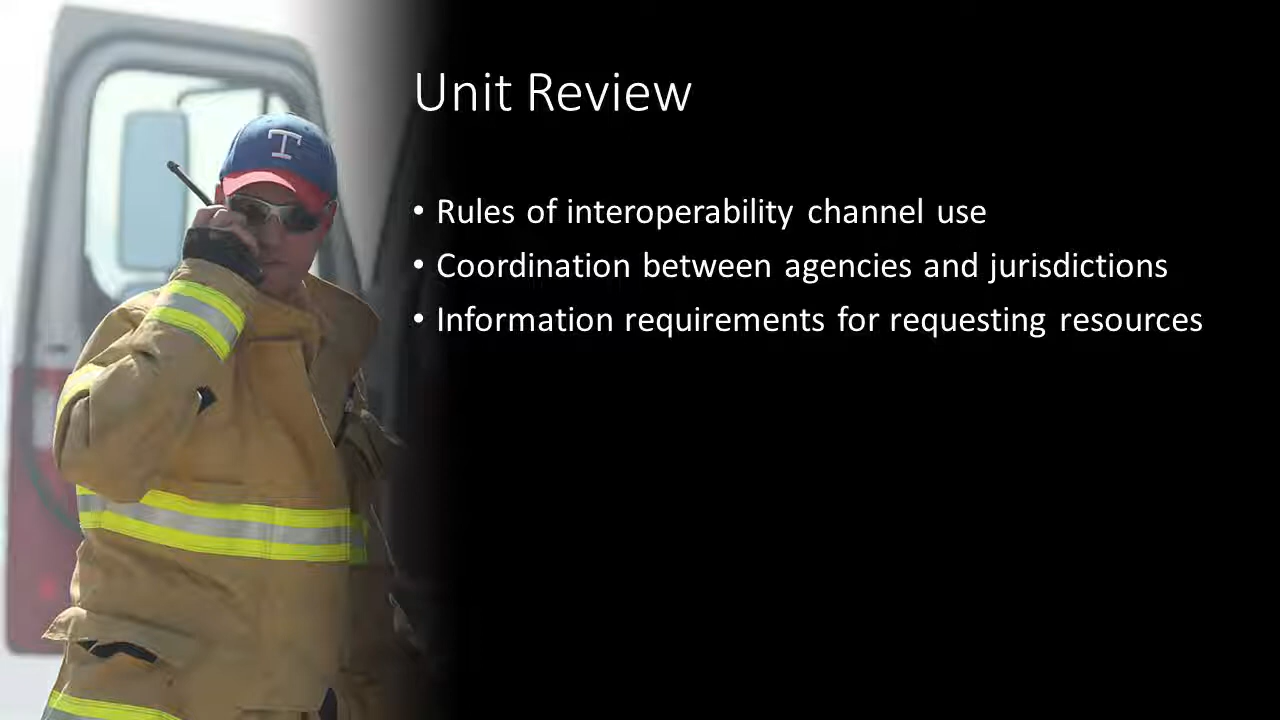 T
Unit Review
• Rules of interoperability channel use
• Coordination between agencies and jurisdictions
• Information requirements for requesting resources